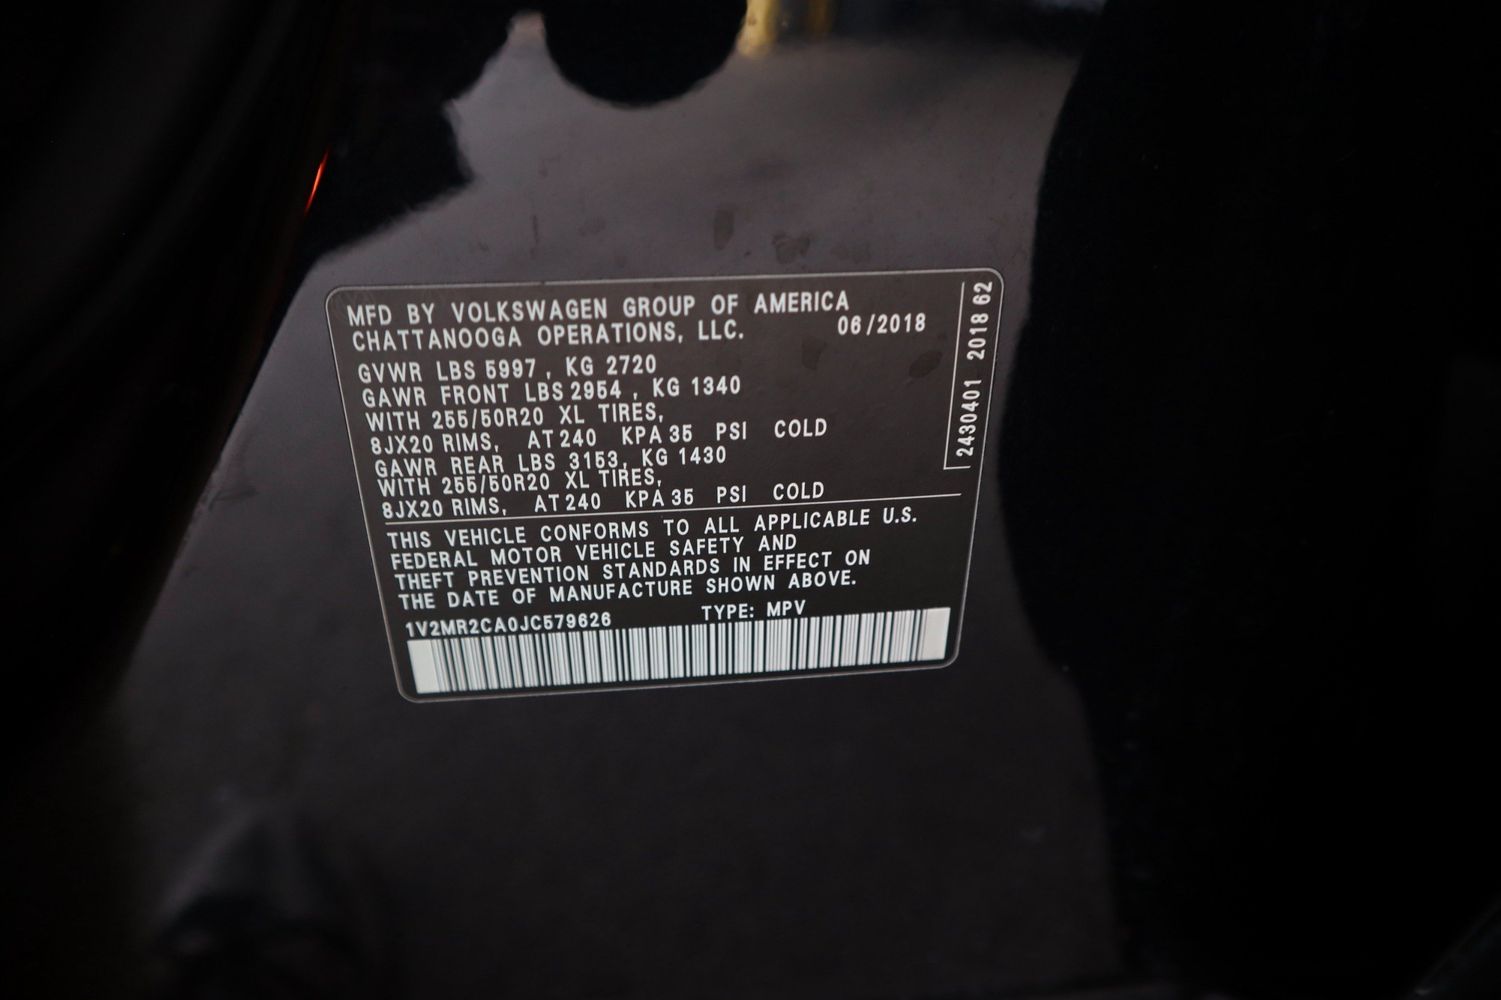 MFD BY VOLKSWAGEN GROUP OF AMERICA
CHATTANOOGA OPERATIONS, LLC. 06/2018
GVWR LBS 5997 , KG 2720
GAWR FRONT LBS 2954 , KG 1340
WITH 255/50R20 XL TIRES,
8JX20 RIMS, AT 240 KPA 35 PSI COLD
GAWR REAR LBS 3153, KG 1430
WITH 255/50R20 XL TIRES,
8JX20 RIMS, AT 240 KPA 35 PSI COLD
THIS VEHICLE CONFORMS TO ALL APPLICABLE U.S.
FEDERAL MOTOR VEHICLE SAFETY AND
THEFT PREVENTION STANDARDS IN EFFECT ON
THE DATE OF MANUFACTURE SHOWN ABOVE.
1V2MR2CA0JC579626 TYPE: MPV
2430401 2018 62